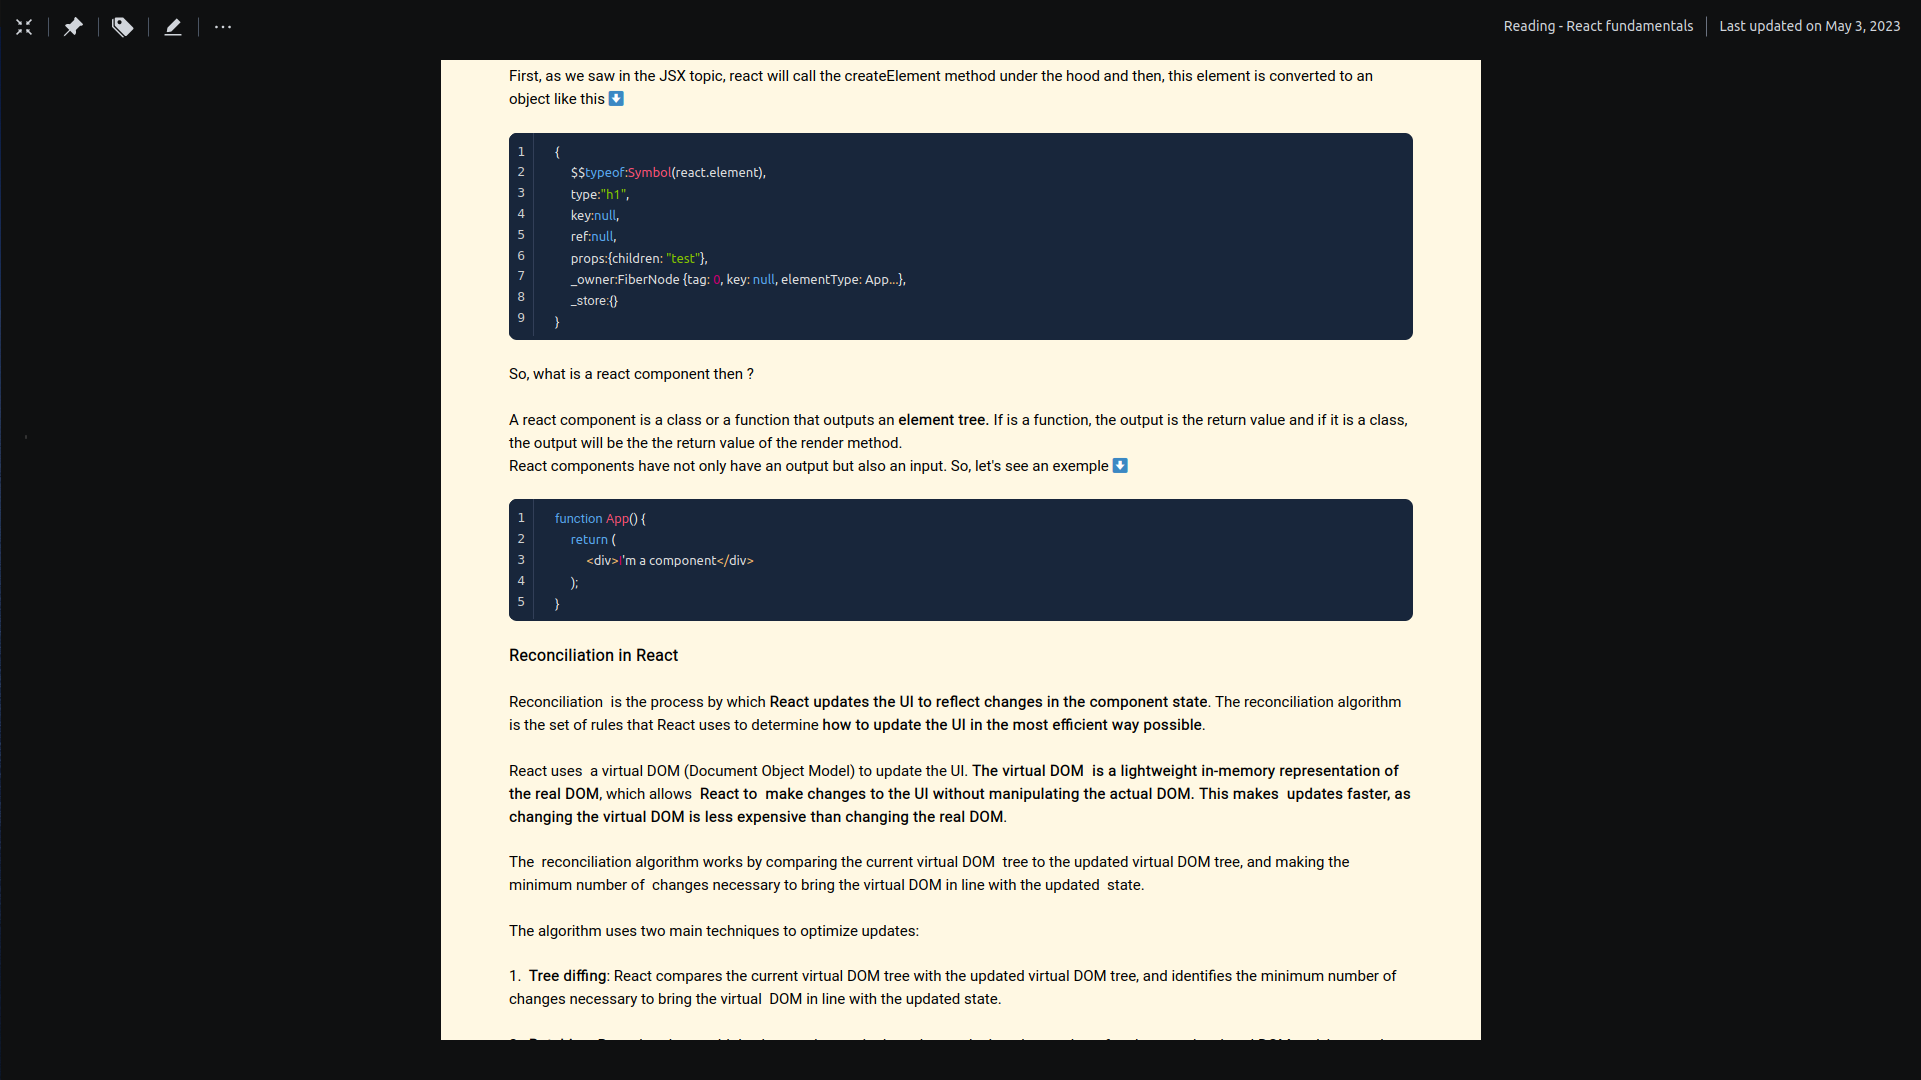 Reading - React fundamentals
Last updated on May 3, 2023
First, as we saw in the JSX topic, react will call the createElement method under the hood and then, this element is converted to an
object like this ⬇️
1 {
2 $$typeof:Symbol(react.element),
3 type:"h1",
4 key:null,
5 ref:null,
6 props:{children: "test"},
7 _owner:FiberNode {tag: 0, key: null, elementType: App...},
8 _store:{}
9 }
So, what is a react component then ?
A react component is a class or a function that outputs an element tree. If is a function, the output is the return value and if it is a class,
the output will be the the return value of the render method.
React components have not only have an output but also an input. So, let's see an exemple ⬇️
1 function App() {
2 return (
3 <div>I'm a component</div>
4 );
5 }
Reconciliation in React
Reconciliation is the process by which React updates the UI to reflect changes in the component state. The reconciliation algorithm
is the set of rules that React uses to determine how to update the UI in the most efficient way possible.
React uses a virtual DOM (Document Object Model) to update the UI. The virtual DOM is a lightweight in-memory representation of
the real DOM, which allows React to make changes to the UI without manipulating the actual DOM. This makes updates faster, as
changing the virtual DOM is less expensive than changing the real DOM.
The reconciliation algorithm works by comparing the current virtual DOM tree to the updated virtual DOM tree, and making the
minimum number of changes necessary to bring the virtual DOM in line with the updated state.
The algorithm uses two main techniques to optimize updates:
1. Tree diffing: React compares the current virtual DOM tree with the updated virtual DOM tree, and identifies the minimum number of
changes necessary to bring the virtual DOM in line with the updated state.